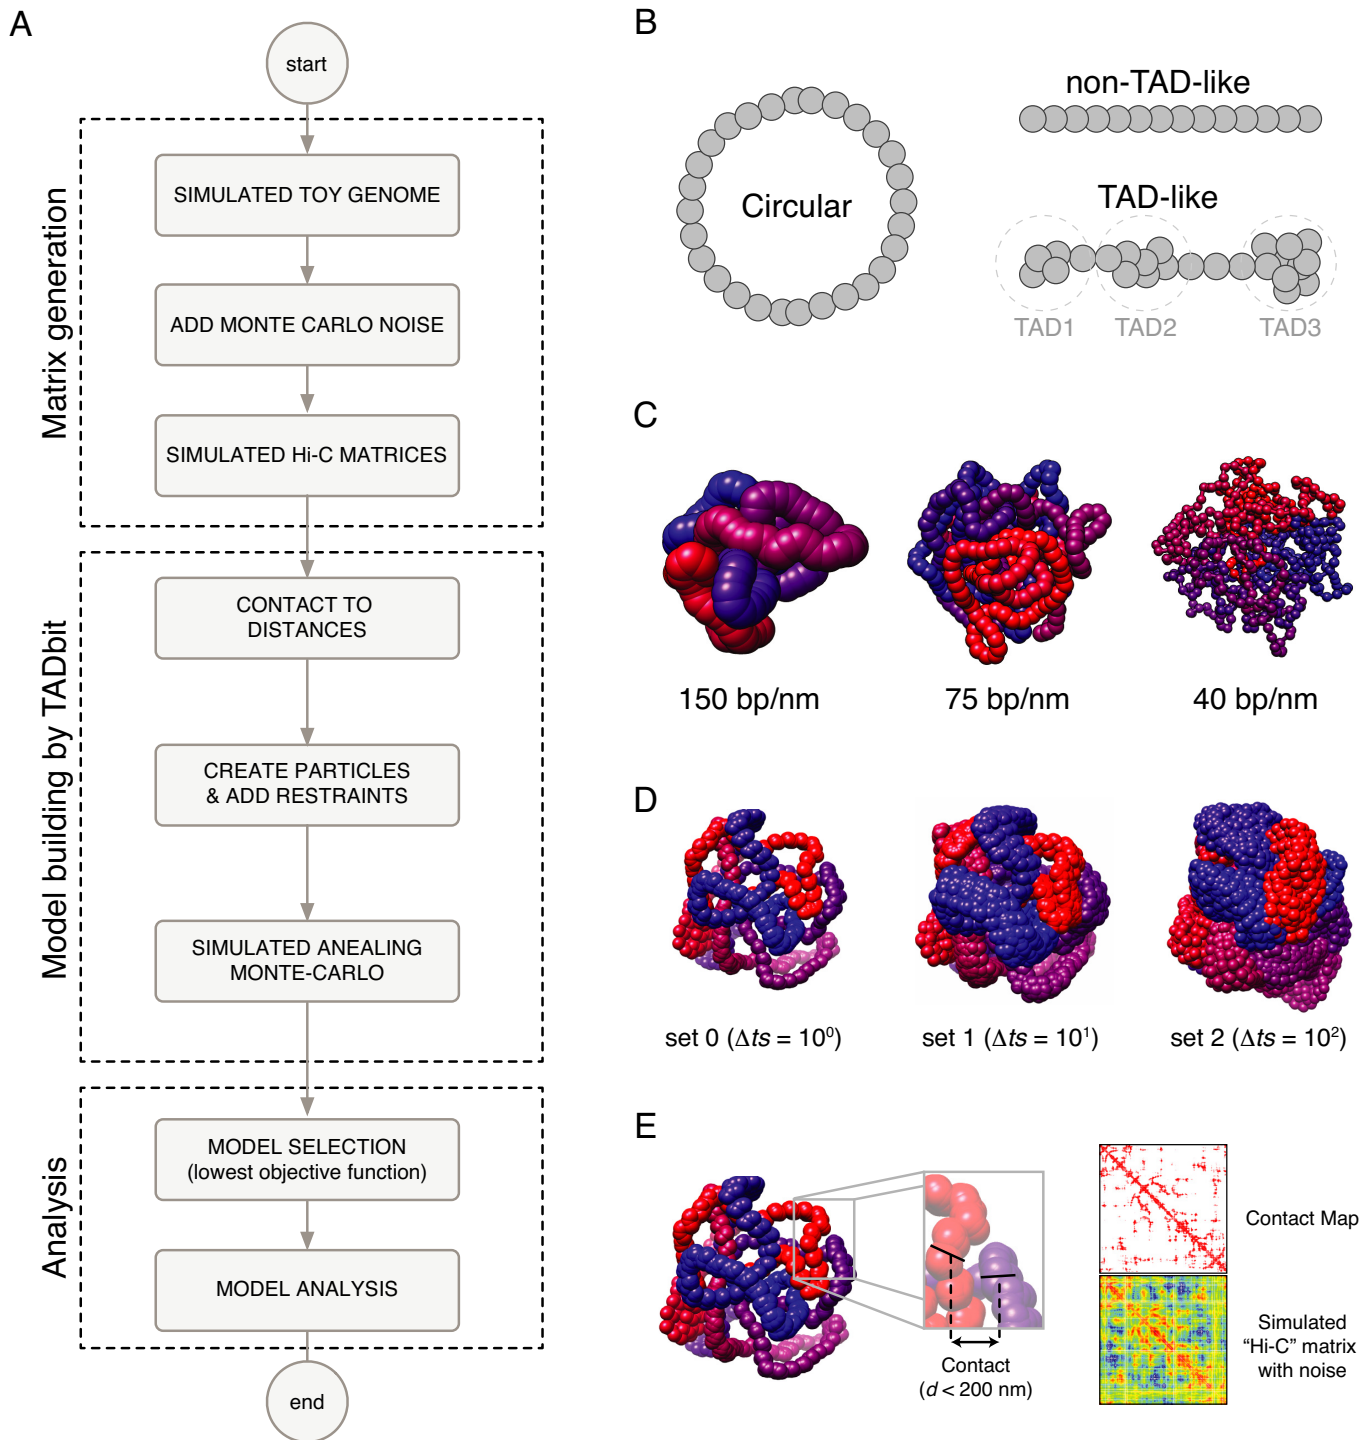 A
start
Matrix generation
SIMULATED TOY GENOME
ADD MONTE CARLO NOISE
SIMULATED Hi-C MATRICES
Model building by TADbit
CONTACT TO
DISTANCES
CREATE PARTICLES
& ADD RESTRAINTS
SIMULATED ANEALING
MONTE-CARLO
Analysis
MODEL SELECTION
(lowest objective function)
MODEL ANALYSIS
end
B
Circular
non-TAD-like
TAD-like
TAD1
TAD2
TAD3
C
150 bp/nm
75 bp/nm
40 bp/nm
D
set 0 (Δts = 10⁰)
set 1 (Δts = 10¹)
set 2 (Δts = 10²)
E
Contact
(d < 200 nm)
Contact Map
Simulated
“Hi-C” matrix
with noise